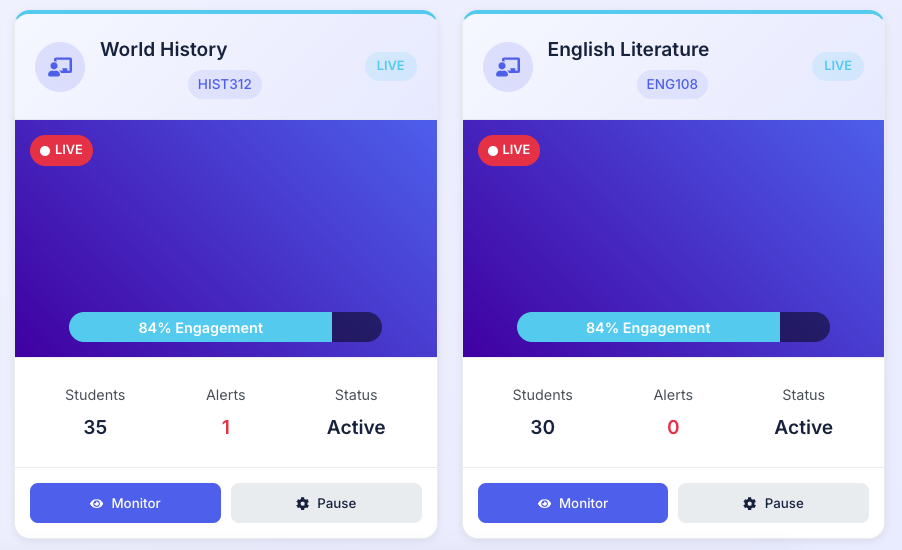 World History
HIST312
LIVE
LIVE
84% Engagement
Students
Alerts
Status
35
1
Active
Monitor
Pause
English Literature
ENG108
LIVE
LIVE
84% Engagement
Students
Alerts
Status
30
0
Active
Monitor
Pause